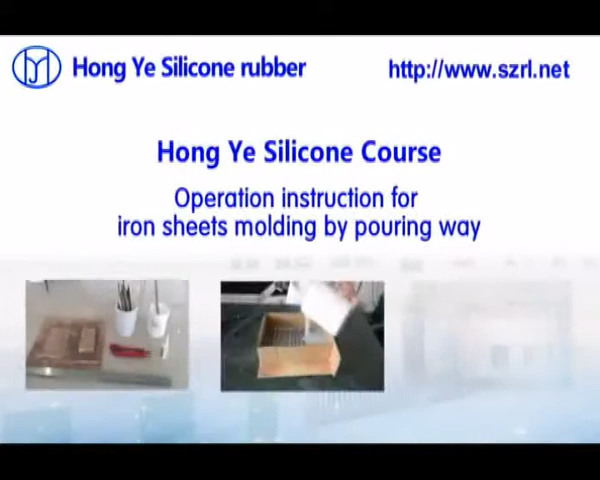 Hong Ye Silicone rubber
http://www.szrl.net
Hong Ye Silicone Course
Operation instruction for
iron sheets molding by pouring way